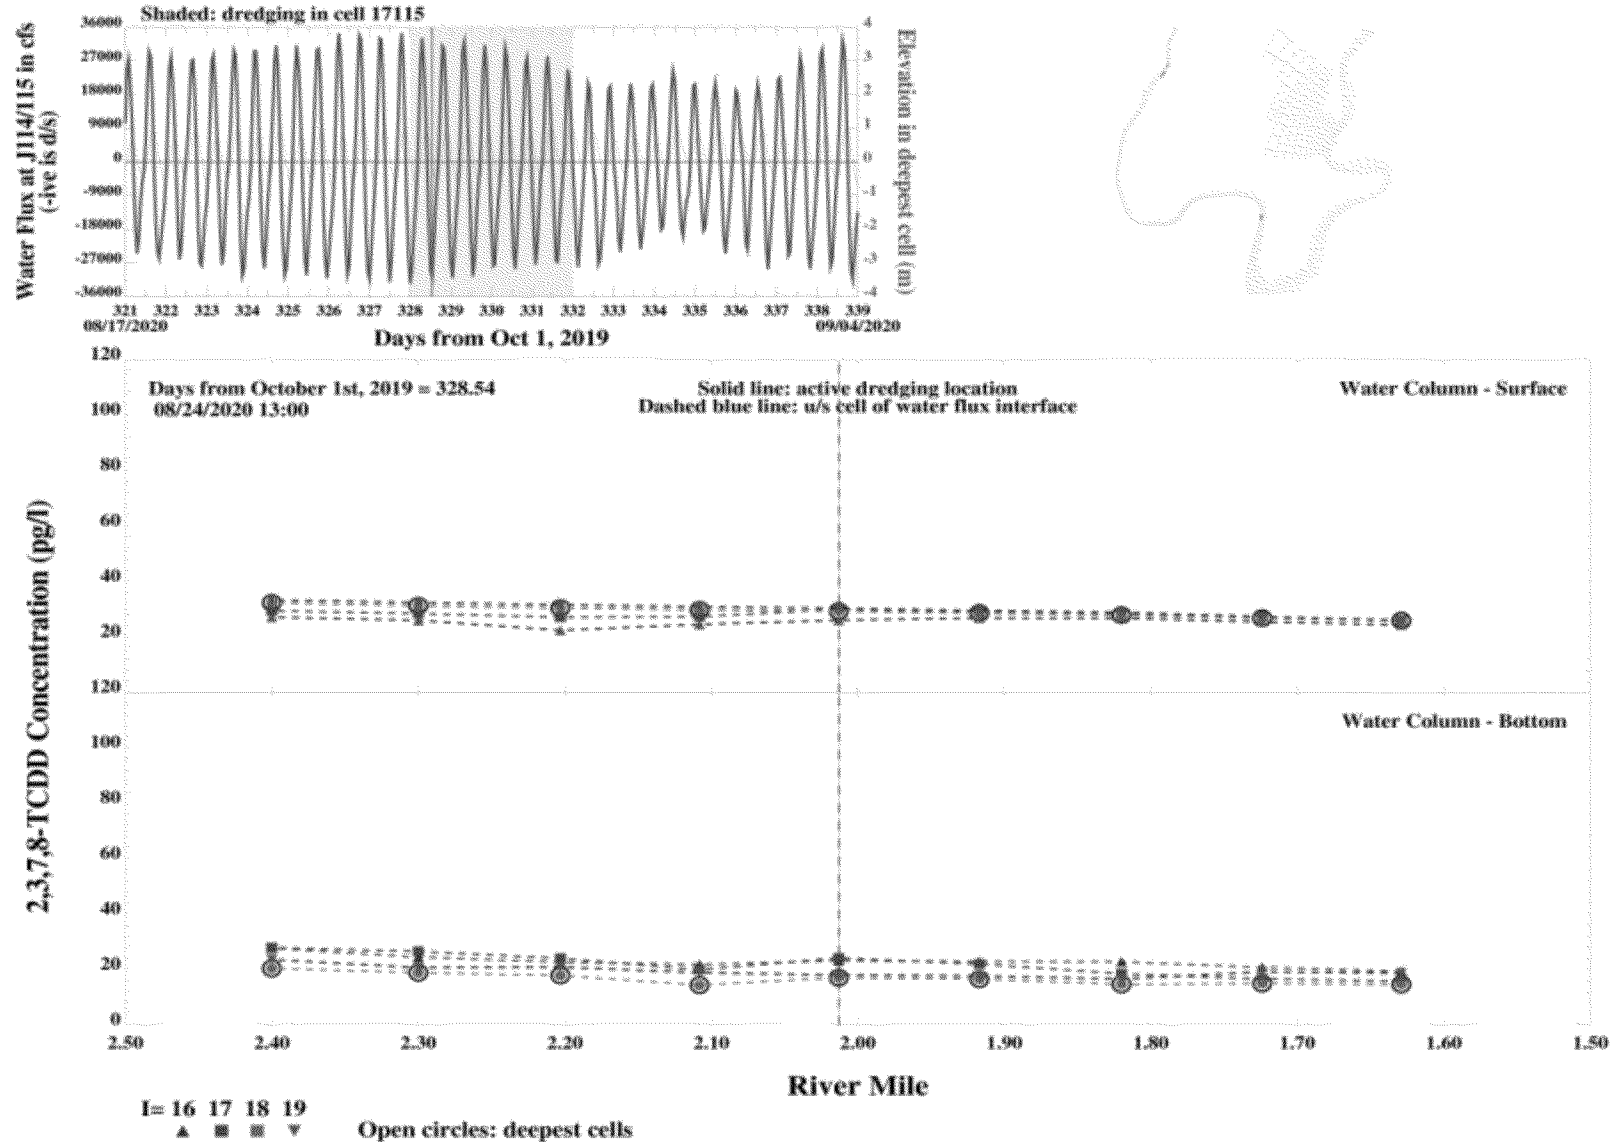 Shaded: dredging in cell 17115
36000
27000
18000
9000
0
-9000
-18000
-27000
-36000
Water Flux at J114/115 in cfs
(-ive is d/s)
4
3
2
1
0
-1
-2
-3
-4
Elevation in deepest cell (m)
321 322 323 324 325 326 327 328 329 330 331 332 333 334 335 336 337 338 339
08/17/2020 09/04/2020
Days from Oct 1, 2019
120
100
80
60
40
20
Days from October 1st, 2019 = 328.54
08/24/2020 13:00
Solid line: active dredging location
Dashed blue line: u/s cell of water flux interface
Water Column - Surface
2,3,7,8-TCDD Concentration (pg/l)
120
100
80
60
40
20
0
Water Column - Bottom
2.50 2.40 2.30 2.20 2.10 2.00 1.90 1.80 1.70 1.60 1.50
River Mile
I= 16 17 18 19
Open circles: deepest cells